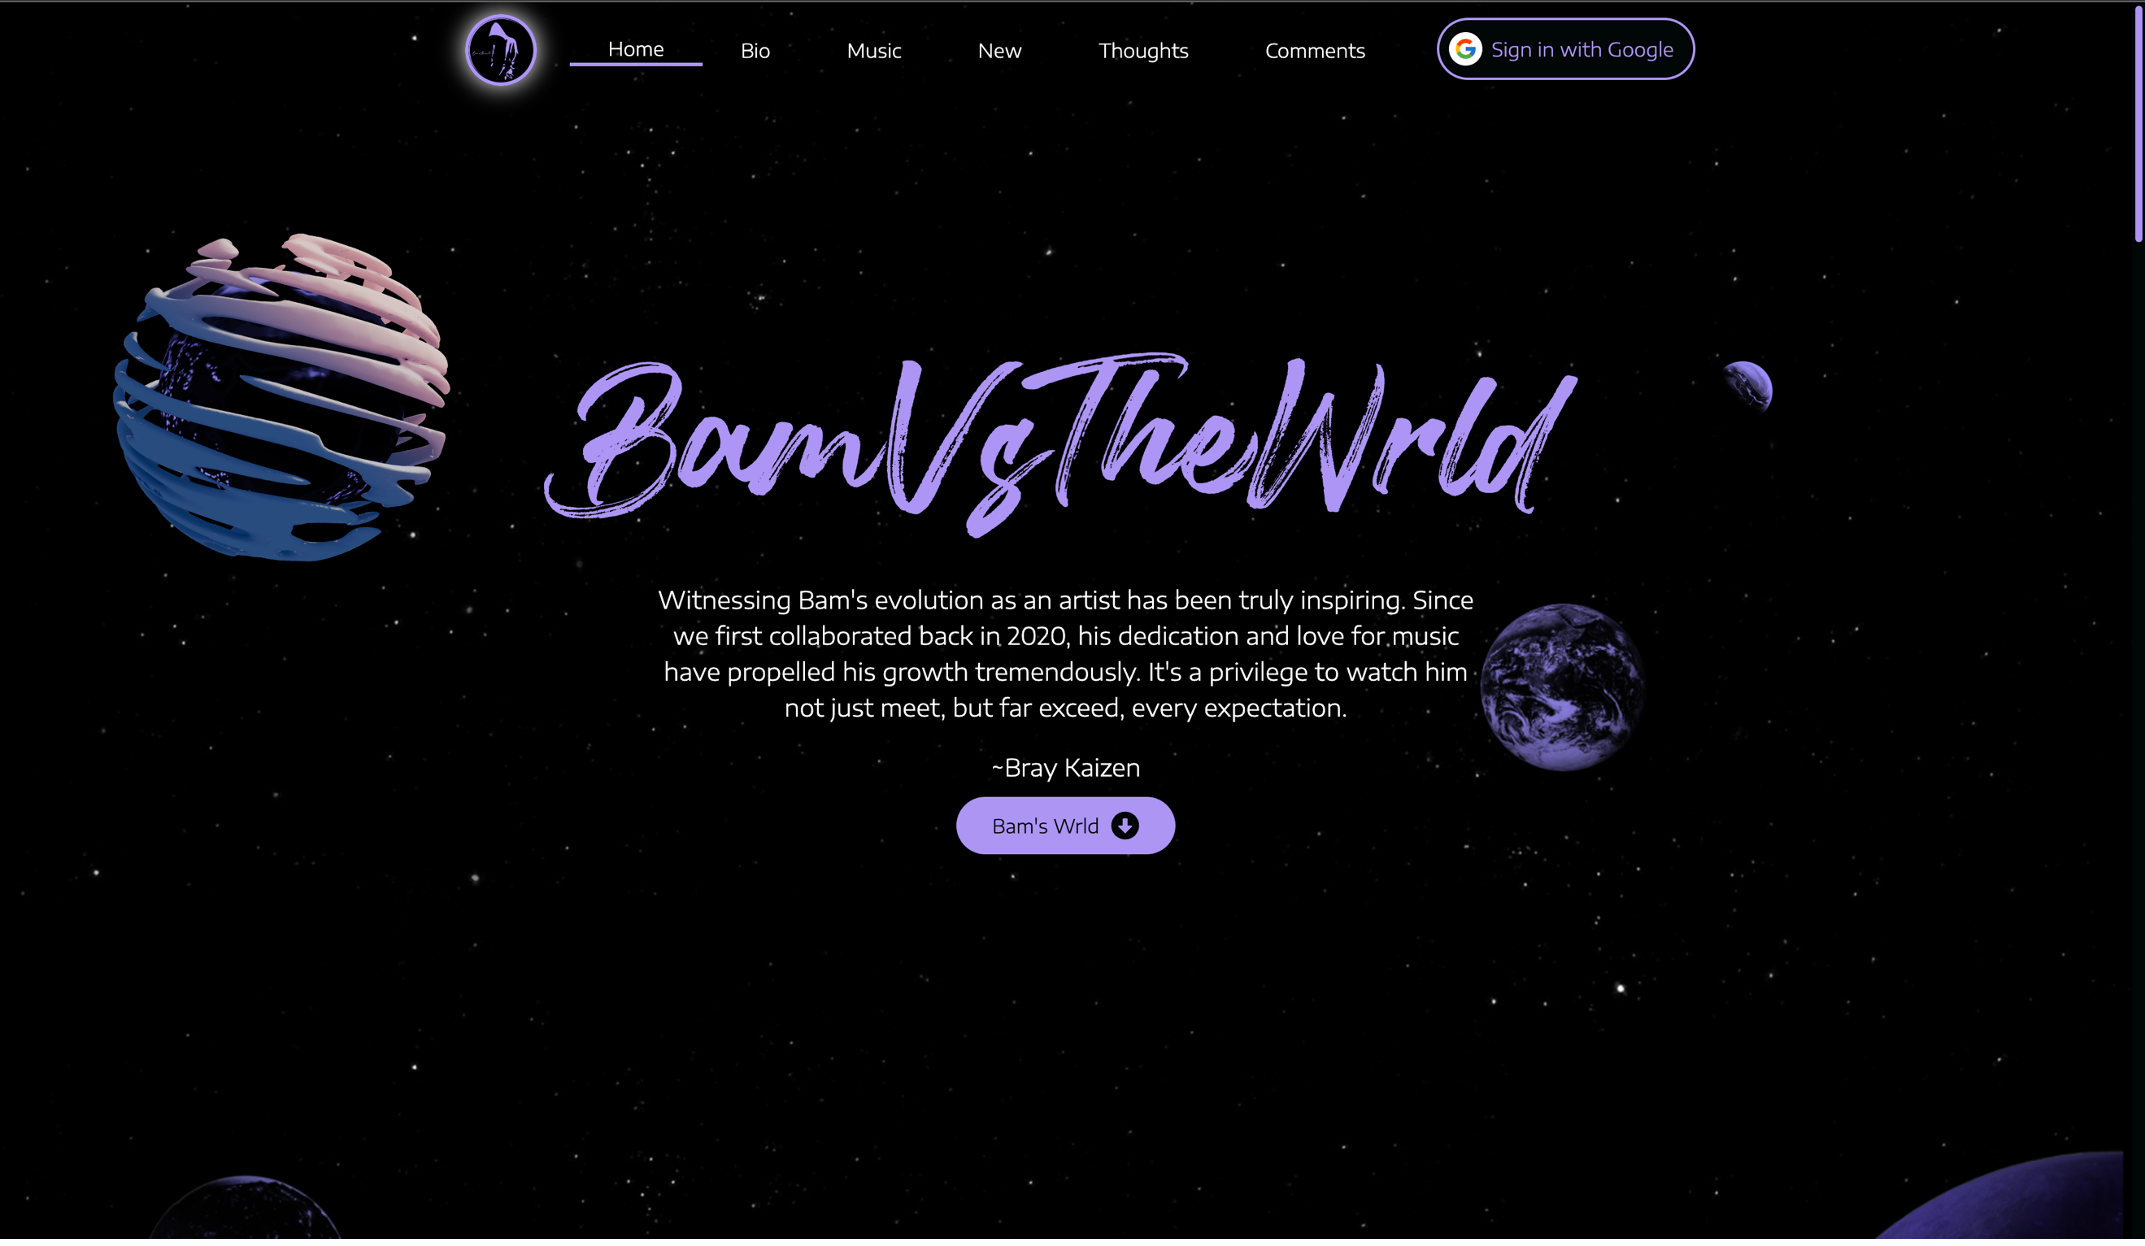 Home
Bio
Music
New
Thoughts
Comments
Sign in with Google
BamVsTheWrld
Witnessing Bam's evolution as an artist has been truly inspiring. Since
we first collaborated back in 2020, his dedication and love for music
have propelled his growth tremendously. It's a privilege to watch him
not just meet, but far exceed, every expectation.
~Bray Kaizen
Bam's Wrld